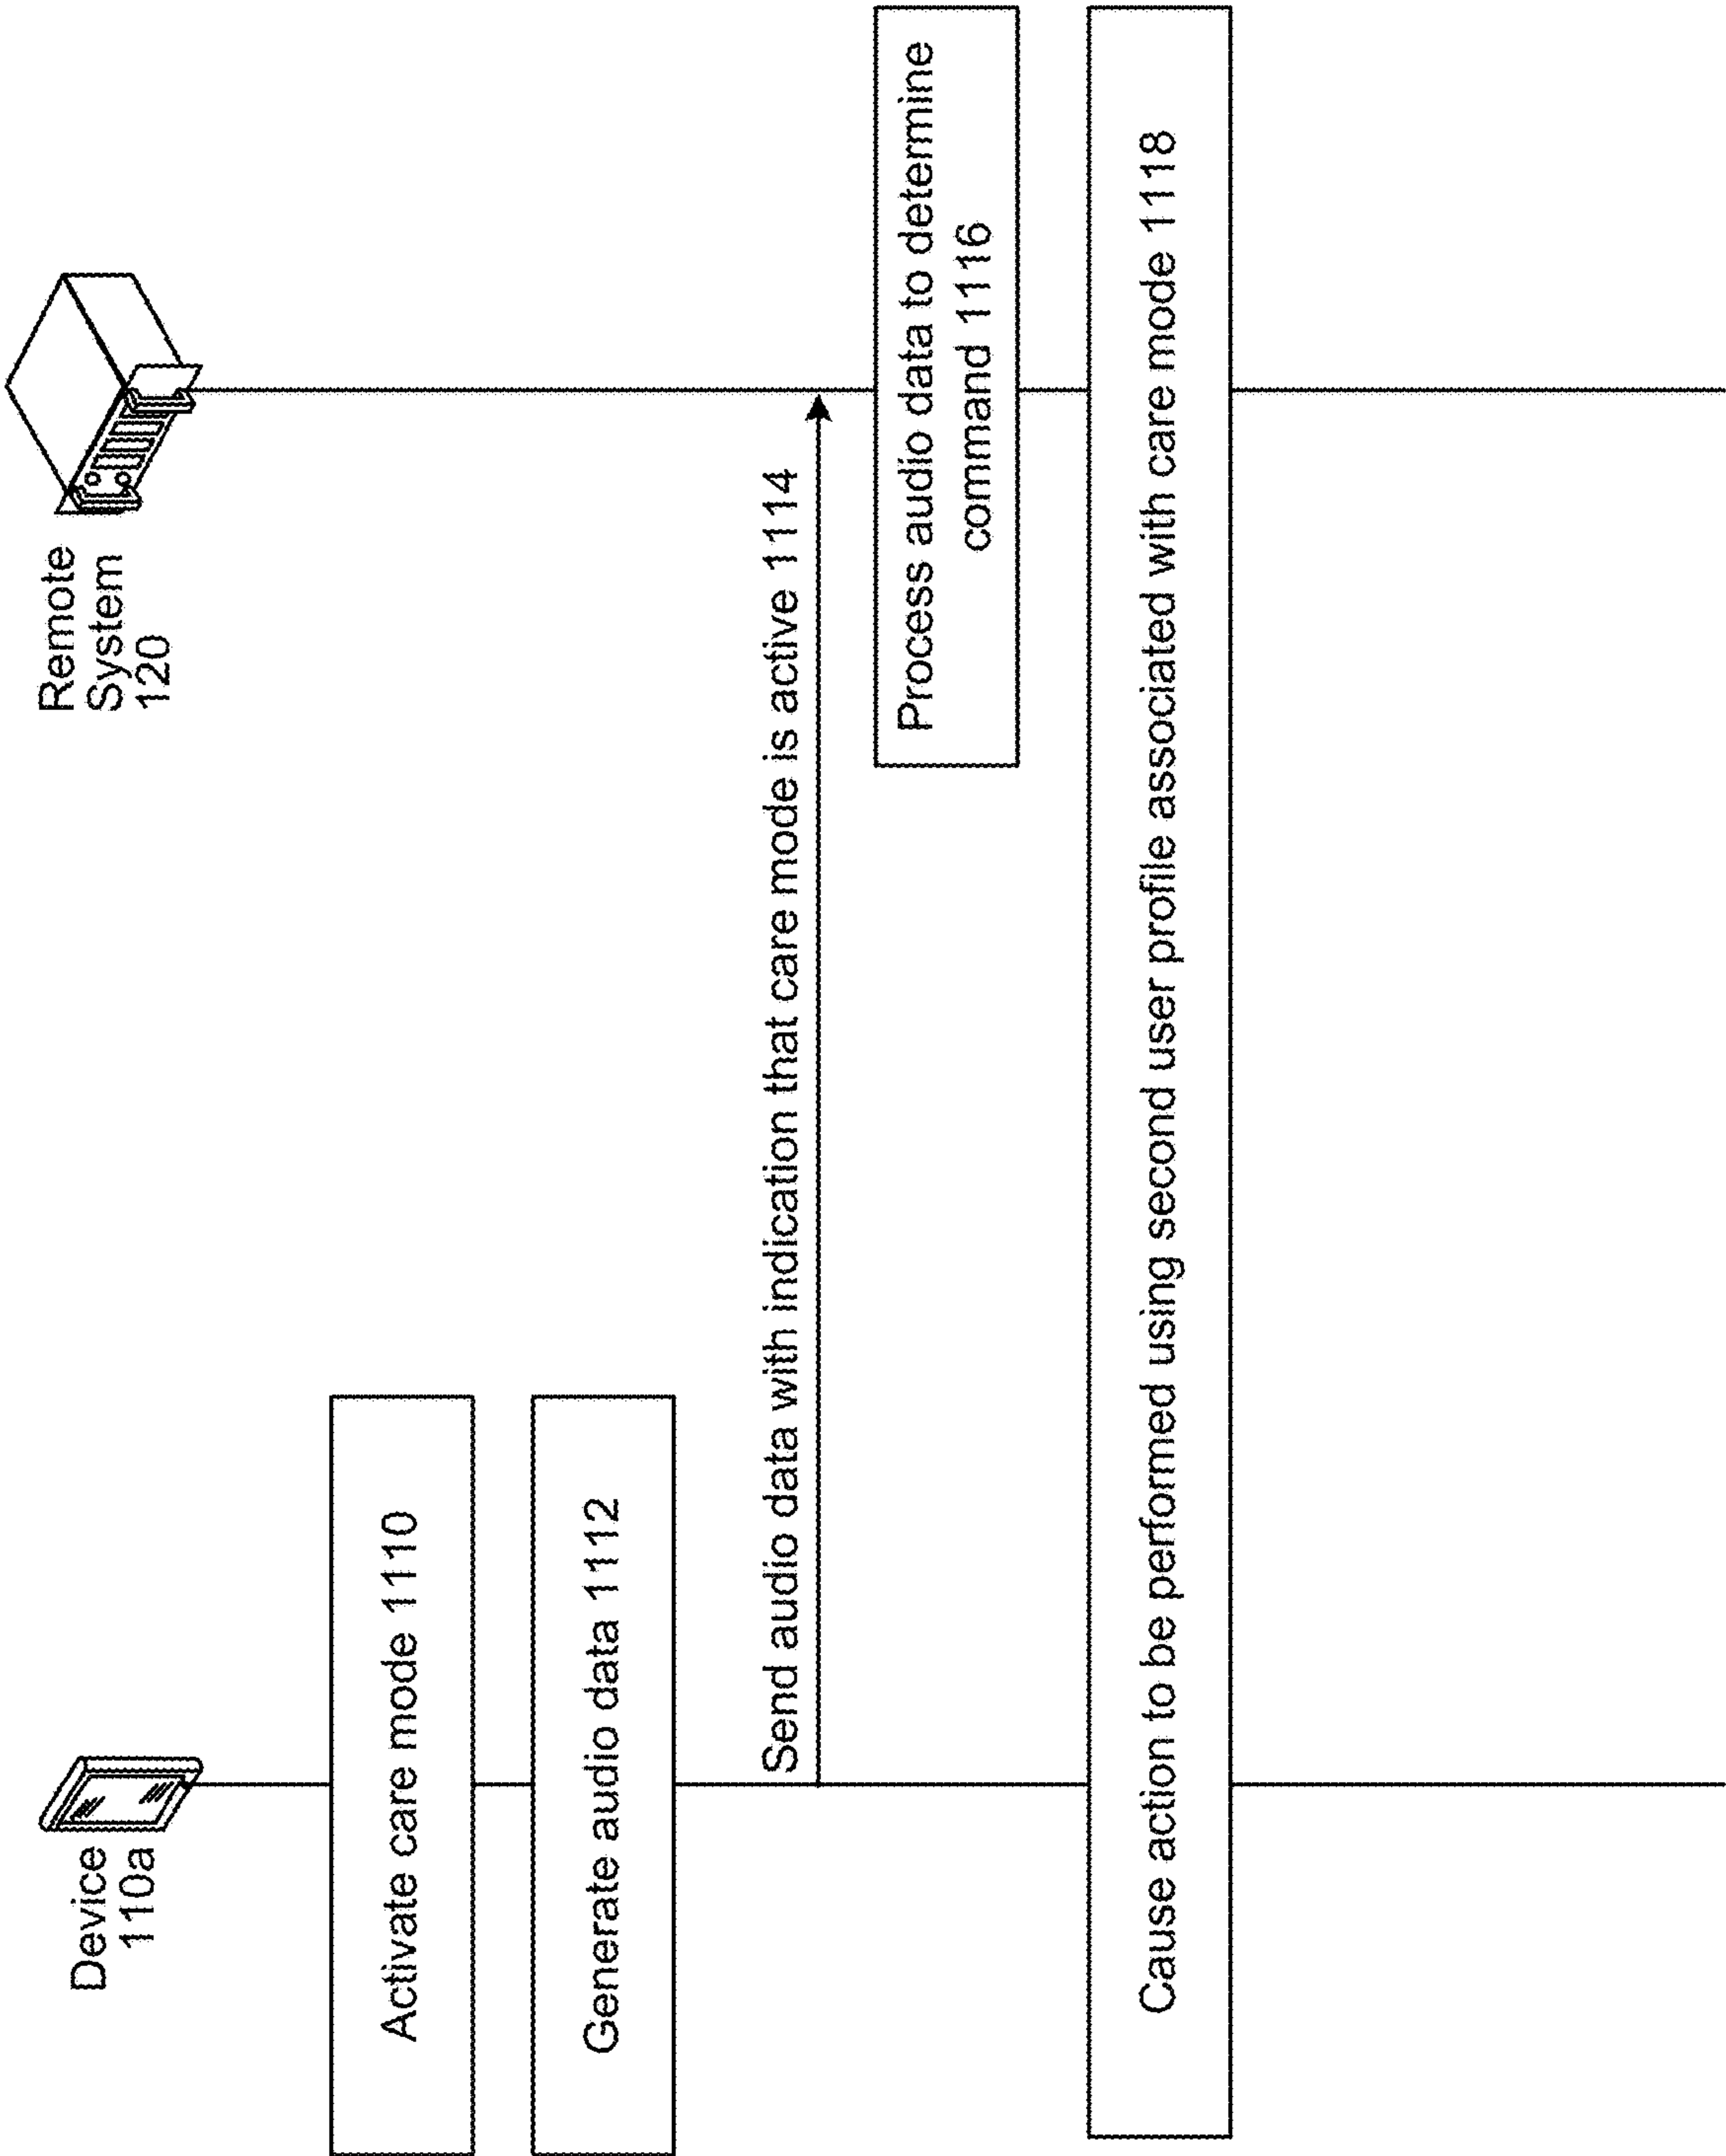 Device
110a
Remote
System
120
Activate care mode 1110
Generate audio data 1112
Send audio data with indication that care mode is active 1114
Process audio data to determine
command 1116
Cause action to be performed using second user profile associated with care mode 1118